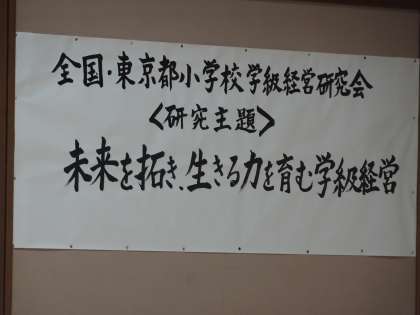 全国・東京都小学校学級経営研究会
<研究主題>
未来を拓き、生きる力を育む学級経営